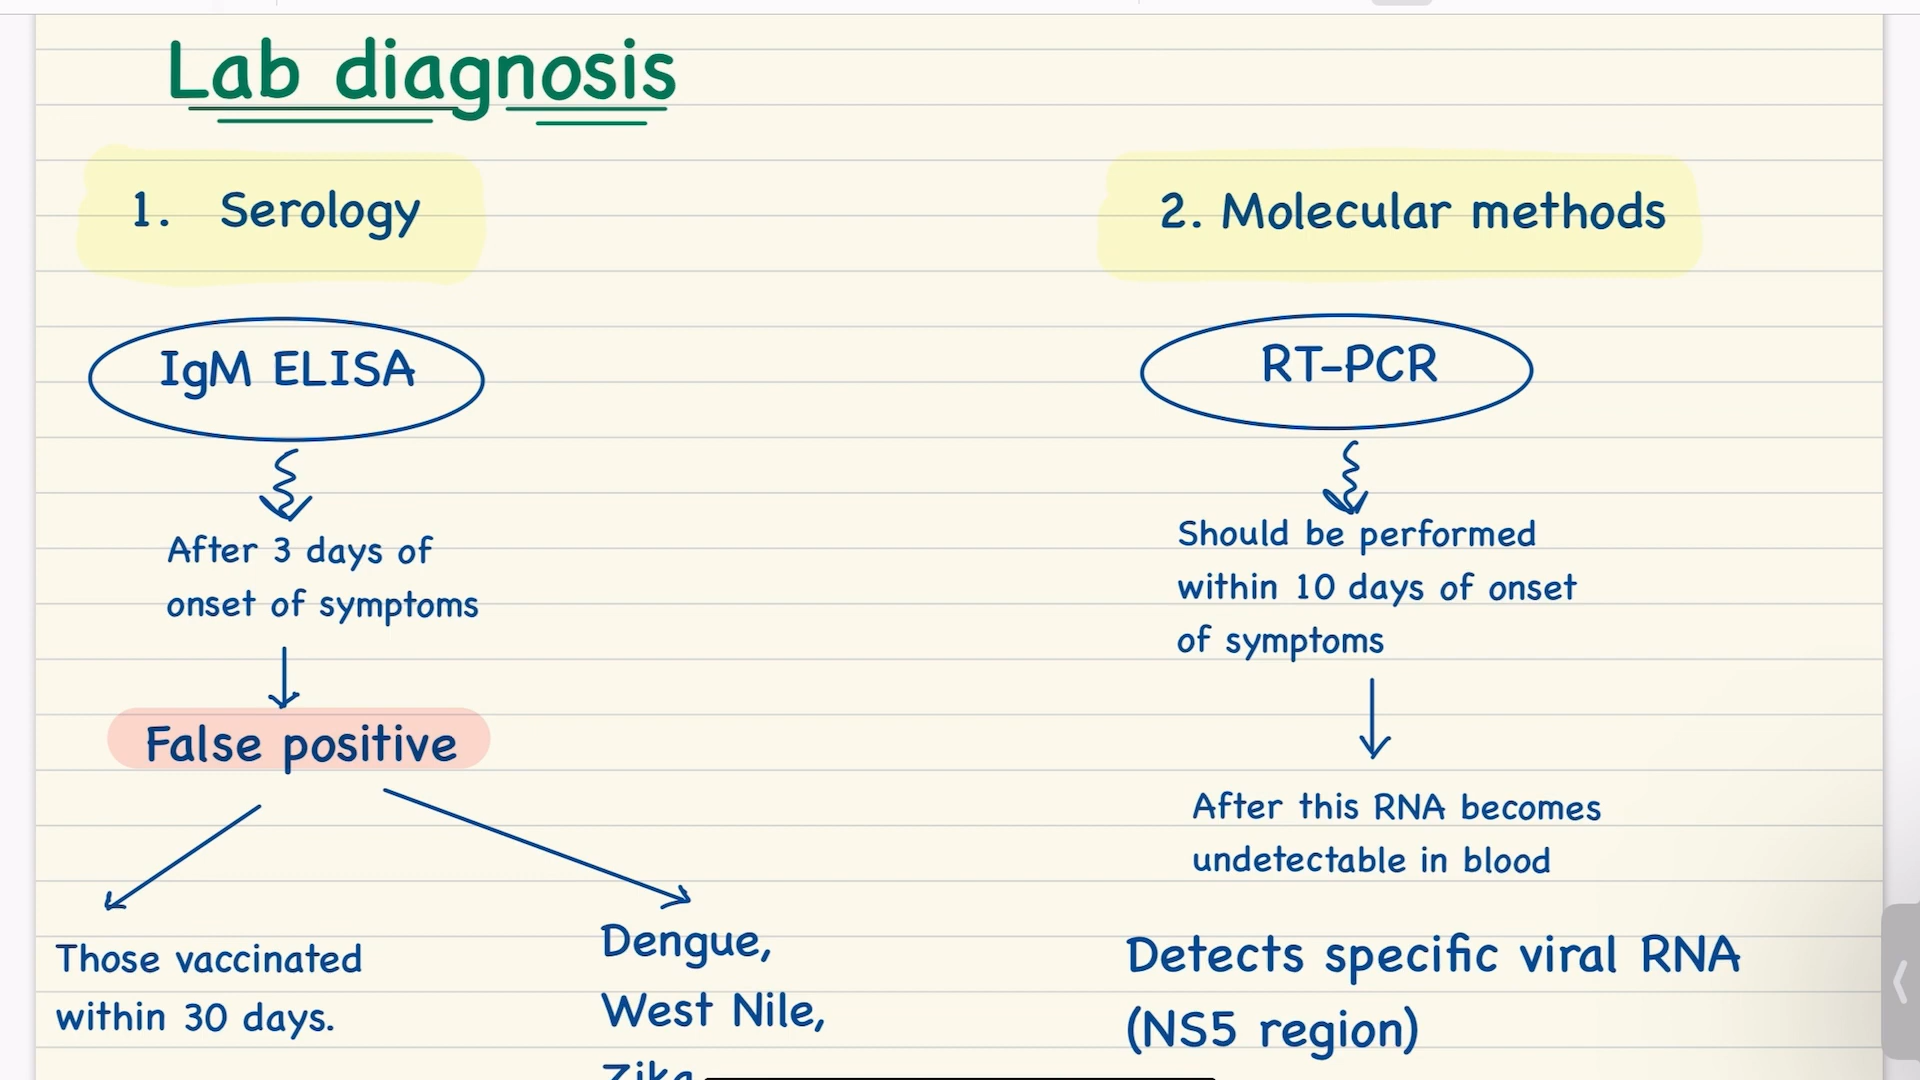 Lab diagnosis
1. Serology
IgM ELISA
After 3 days of
onset of symptoms
False positive
Those vaccinated
within 30 days.
Dengue,
West Nile,
Zika
2. Molecular methods
RT-PCR
Should be performed
within 10 days of onset
of symptoms
After this RNA becomes
undetectable in blood
Detects specific viral RNA
(NS5 region)